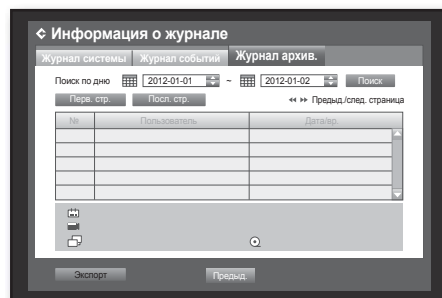 Информация о журнале
Журнал системы Журнал событий Журнал архив.
Поиск по дню 2012-01-01 ~ 2012-01-02 Поиск
Перв. стр. Посл. стр. Предыд./след. страница
№ Пользователь Дата/вр.
Экспорт Предыд.